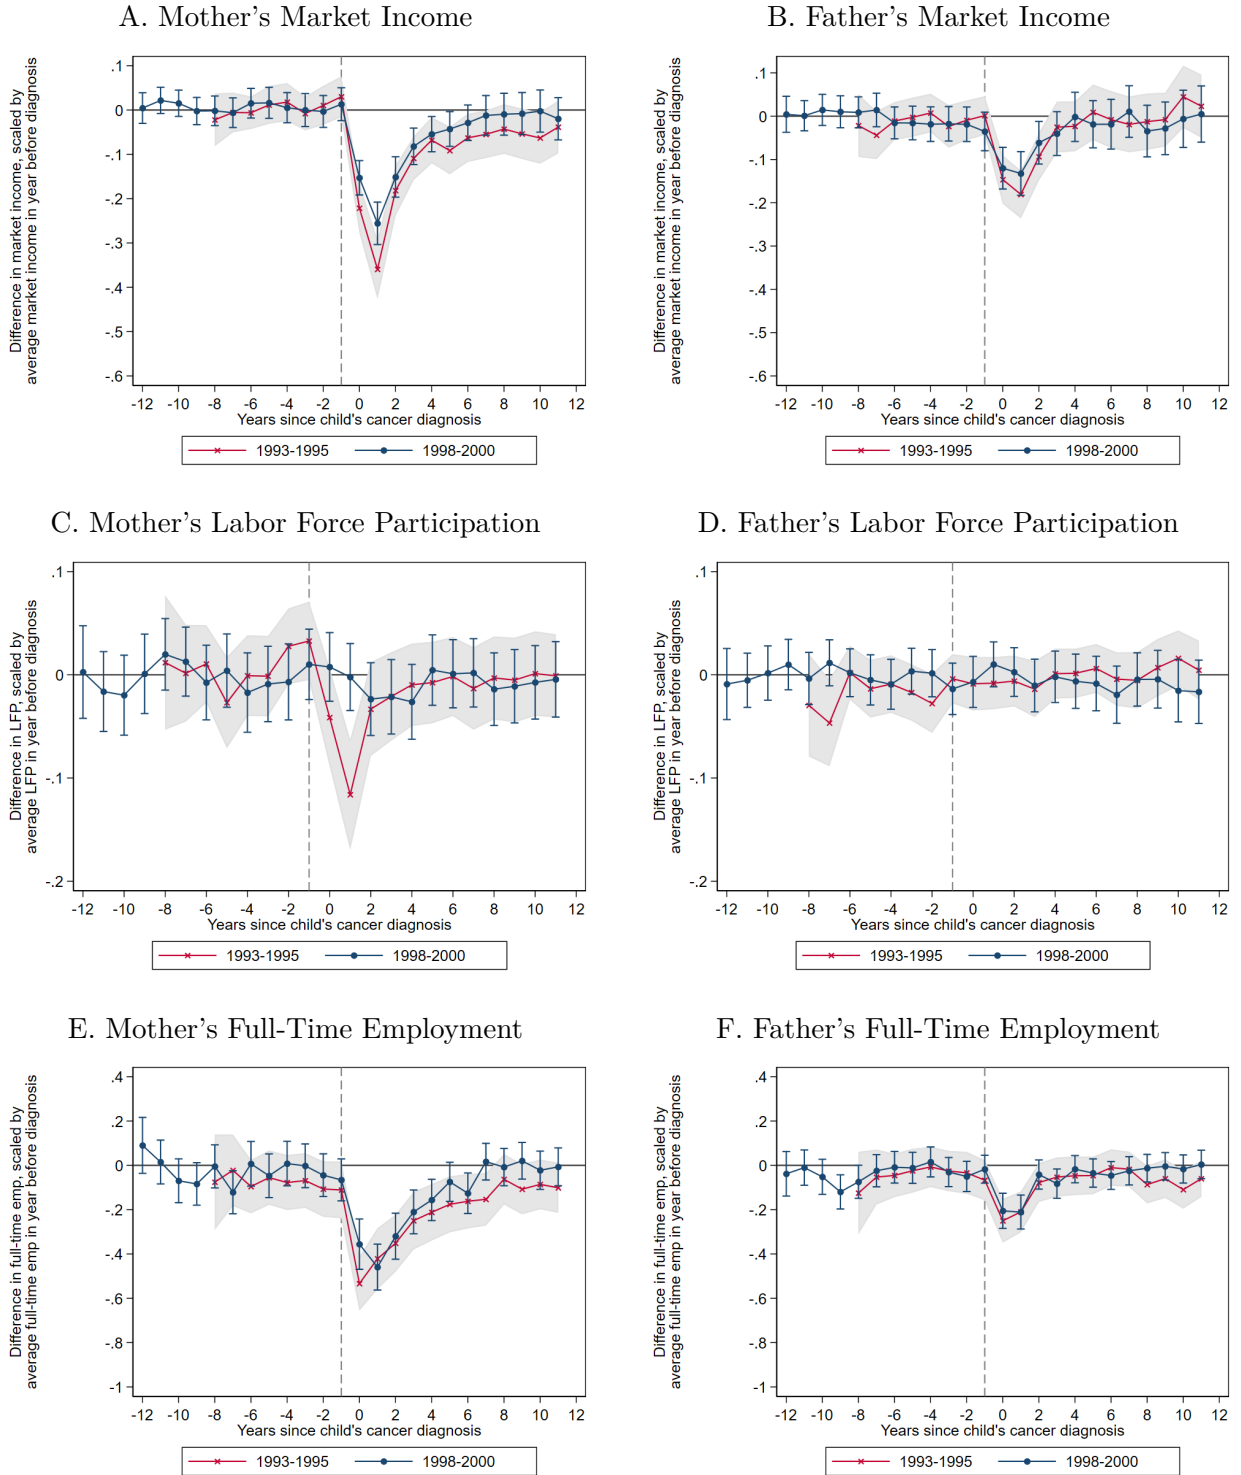 A. Mother's Market Income
Difference in market income, scaled by
average market income in year before diagnosis
.1
0
-.1
-.2
-.3
-.4
-.5
-.6
-12 -10 -8 -6 -4 -2 0 2 4 6 8 10 12
Years since child's cancer diagnosis
1993-1995 1998-2000
B. Father's Market Income
Difference in market income, scaled by
average market income in year before diagnosis
.1
0
-.1
-.2
-.3
-.4
-.5
-.6
-12 -10 -8 -6 -4 -2 0 2 4 6 8 10 12
Years since child's cancer diagnosis
1993-1995 1998-2000
C. Mother's Labor Force Participation
Difference in LFP, scaled by
average LFP in year before diagnosis
.1
0
-.1
-.2
-12 -10 -8 -6 -4 -2 0 2 4 6 8 10 12
Years since child's cancer diagnosis
1993-1995 1998-2000
D. Father's Labor Force Participation
Difference in LFP, scaled by
average LFP in year before diagnosis
.1
0
-.1
-.2
-12 -10 -8 -6 -4 -2 0 2 4 6 8 10 12
Years since child's cancer diagnosis
1993-1995 1998-2000
E. Mother's Full-Time Employment
Difference in full-time emp, scaled by
average full-time emp in year before diagnosis
.4
.2
0
-.2
-.4
-.6
-.8
-1
-12 -10 -8 -6 -4 -2 0 2 4 6 8 10 12
Years since child's cancer diagnosis
1993-1995 1998-2000
F. Father's Full-Time Employment
Difference in full-time emp, scaled by
average full-time emp in year before diagnosis
.4
.2
0
-.2
-.4
-.6
-.8
-1
-12 -10 -8 -6 -4 -2 0 2 4 6 8 10 12
Years since child's cancer diagnosis
1993-1995 1998-2000